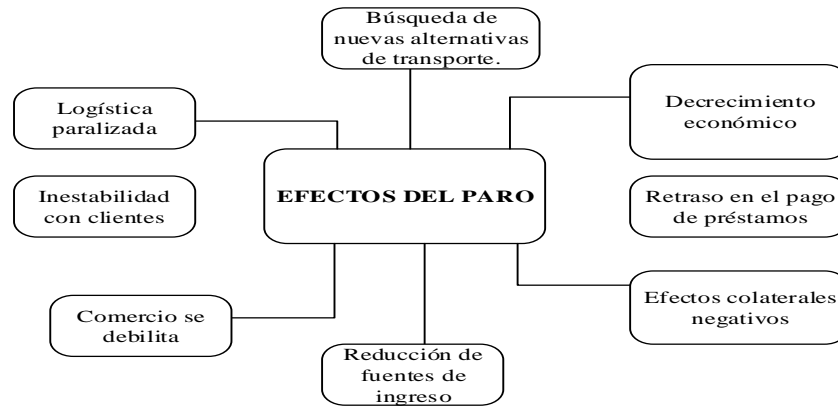 Búsqueda de
nuevas alternativas
de transporte.
Logística
paralizada
Decrecimiento
económico
EFECTOS DEL PARO
Inestabilidad
con clientes
Retraso en el pago
de préstamos
Comercio se
debilita
Efectos colaterales
negativos
Reducción de
fuentes de
ingreso